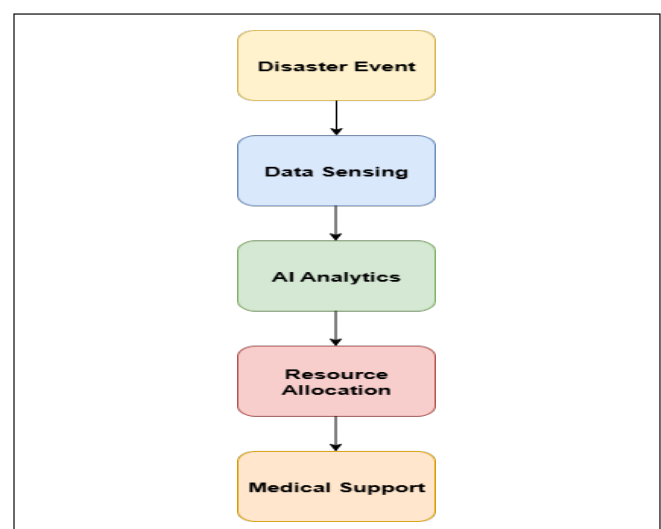 Disaster Event
Data Sensing
AI Analytics
Resource
Allocation
Medical Support